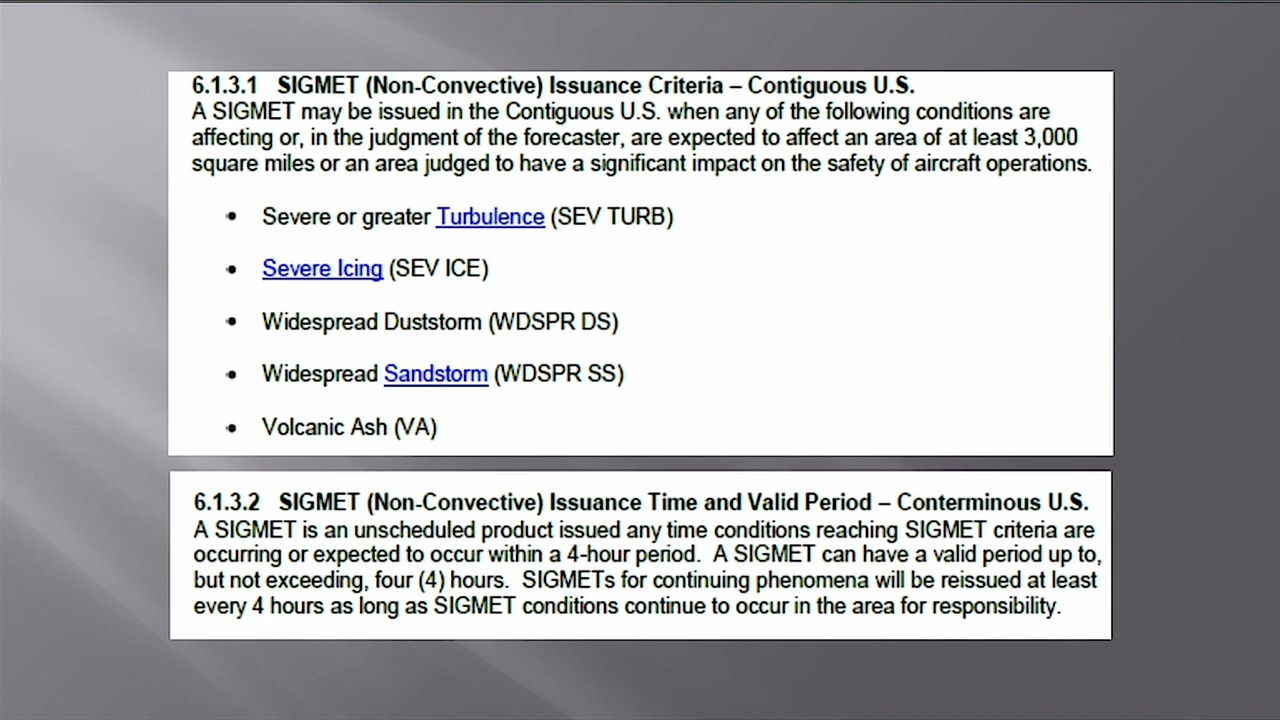 6.1.3.1 SIGMET (Non-Convective) Issuance Criteria – Contiguous U.S.
A SIGMET may be issued in the Contiguous U.S. when any of the following conditions are
affecting or, in the judgment of the forecaster, are expected to affect an area of at least 3,000
square miles or an area judged to have a significant impact on the safety of aircraft operations.
• Severe or greater Turbulence (SEV TURB)
• Severe Icing (SEV ICE)
• Widespread Duststorm (WDSPR DS)
• Widespread Sandstorm (WDSPR SS)
• Volcanic Ash (VA)
6.1.3.2 SIGMET (Non-Convective) Issuance Time and Valid Period – Conterminous U.S.
A SIGMET is an unscheduled product issued any time conditions reaching SIGMET criteria are
occurring or expected to occur within a 4-hour period. A SIGMET can have a valid period up to,
but not exceeding, four (4) hours. SIGMETs for continuing phenomena will be reissued at least
every 4 hours as long as SIGMET conditions continue to occur in the area for responsibility.